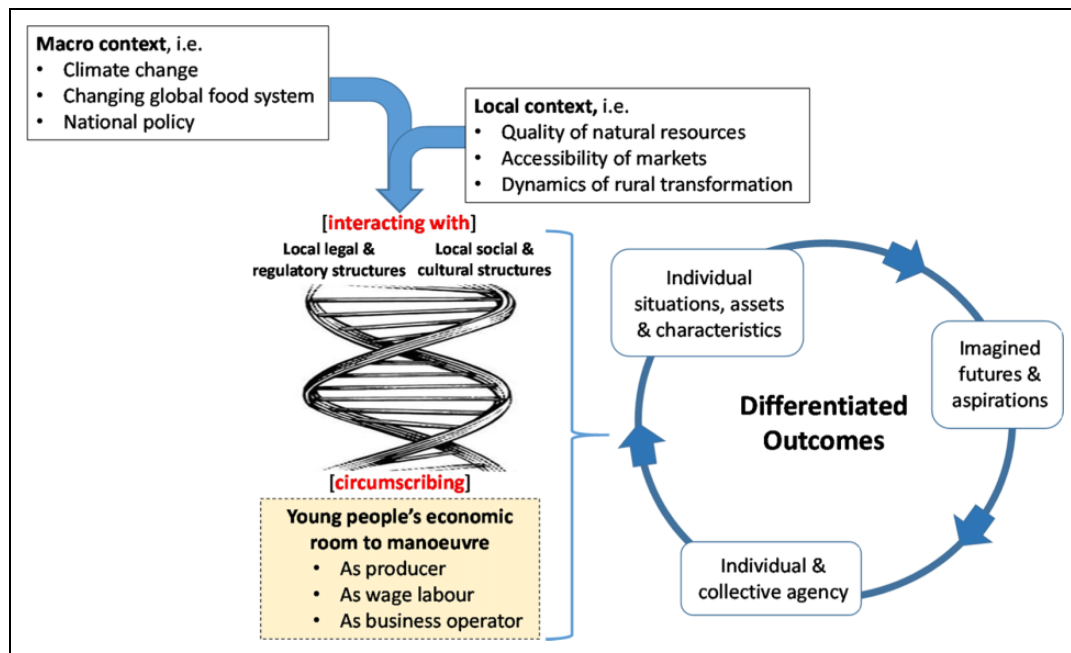 Macro context, i.e.
• Climate change
• Changing global food system
• National policy
Local context, i.e.
• Quality of natural resources
• Accessibility of markets
• Dynamics of rural transformation
[interacting with]
Local legal &
regulatory structures
Local social &
cultural structures
[circumscribing]
Young people's economic
room to manoeuvre
• As producer
• As wage labour
• As business operator
Individual
situations, assets
& characteristics
Imagined
futures &
aspirations
Differentiated
Outcomes
Individual &
collective agency